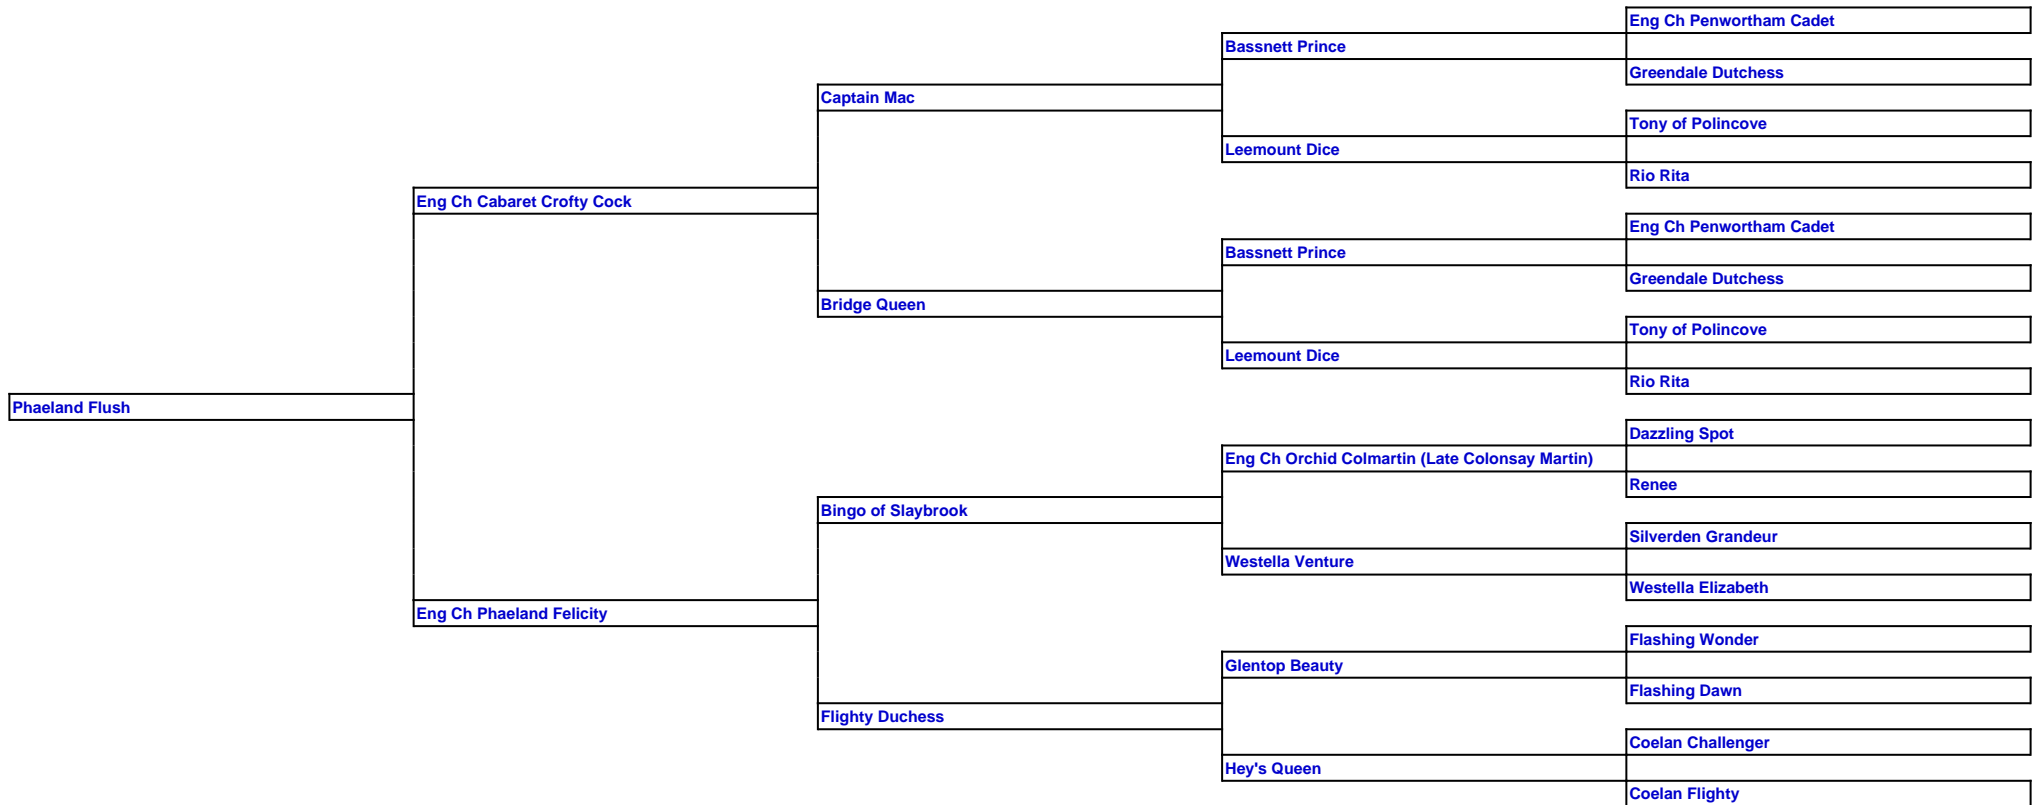 Eng Ch Penwortham Cadet
Bassnett Prince
Greendale Dutchess
Captain Mac
Tony of Polincove
Leemount Dice
Rio Rita
Eng Ch Cabaret Crofty Cock
Eng Ch Penwortham Cadet
Bassnett Prince
Greendale Dutchess
Bridge Queen
Tony of Polincove
Leemount Dice
Rio Rita
Phaeland Flush
Dazzling Spot
Eng Ch Orchid Colmartin (Late Colonsay Martin)
Renee
Bingo of Slaybrook
Silverden Grandeur
Westella Venture
Westella Elizabeth
Eng Ch Phaeland Felicity
Flashing Wonder
Glentop Beauty
Flashing Dawn
Flighty Duchess
Coelan Challenger
Hey's Queen
Coelan Flighty